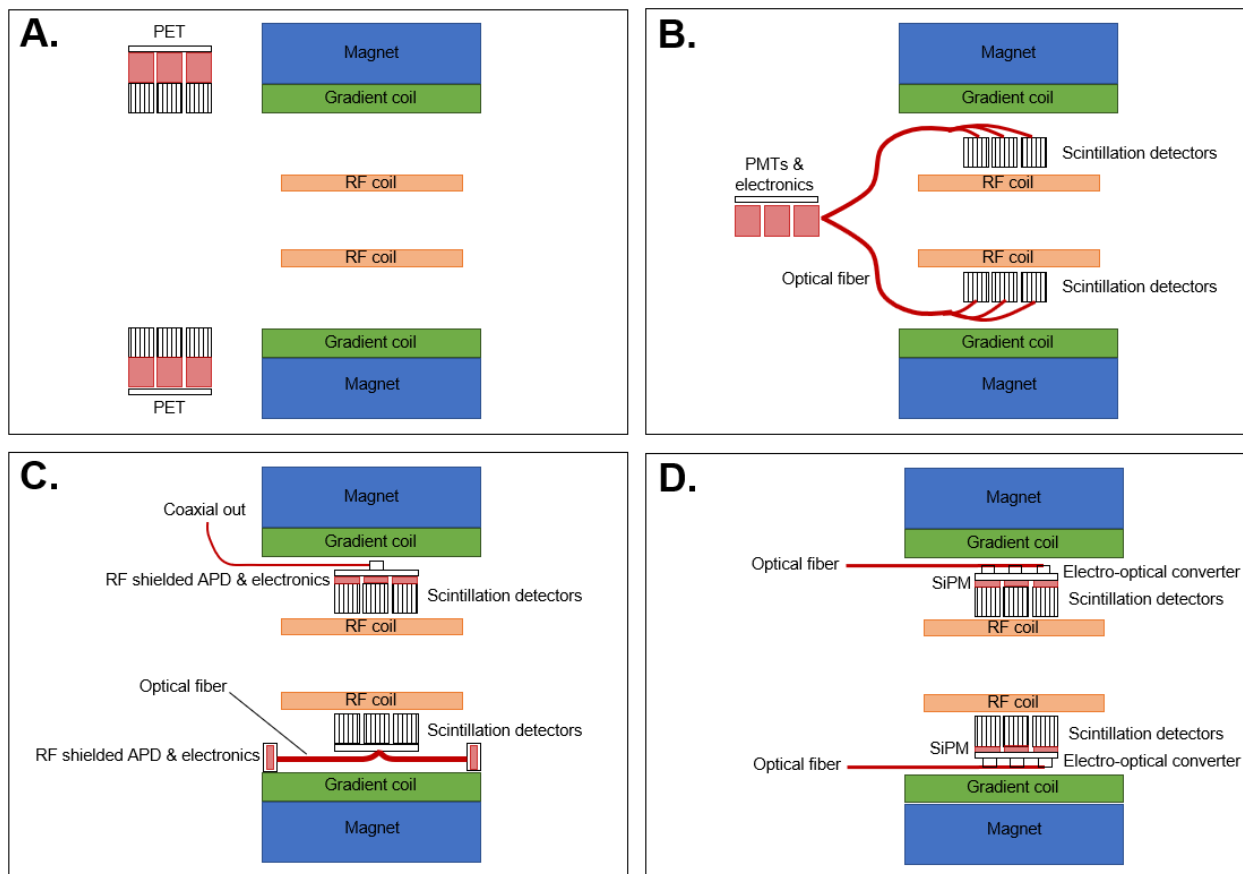 A.
PET
Magnet
Gradient coil
RF coil
RF coil
Gradient coil
Magnet
PET
B.
Magnet
Gradient coil
Scintillation detectors
PMTs &
electronics
RF coil
RF coil
Optical fiber
Scintillation detectors
Gradient coil
Magnet
C.
Magnet
Coaxial out
Gradient coil
RF shielded APD & electronics
Scintillation detectors
RF coil
Optical fiber
RF coil
Scintillation detectors
RF shielded APD & electronics
Gradient coil
Magnet
D.
Magnet
Gradient coil
Optical fiber
Electro-optical converter
SiPM
Scintillation detectors
RF coil
RF coil
Scintillation detectors
SiPM
Electro-optical converter
Optical fiber
Gradient coil
Magnet